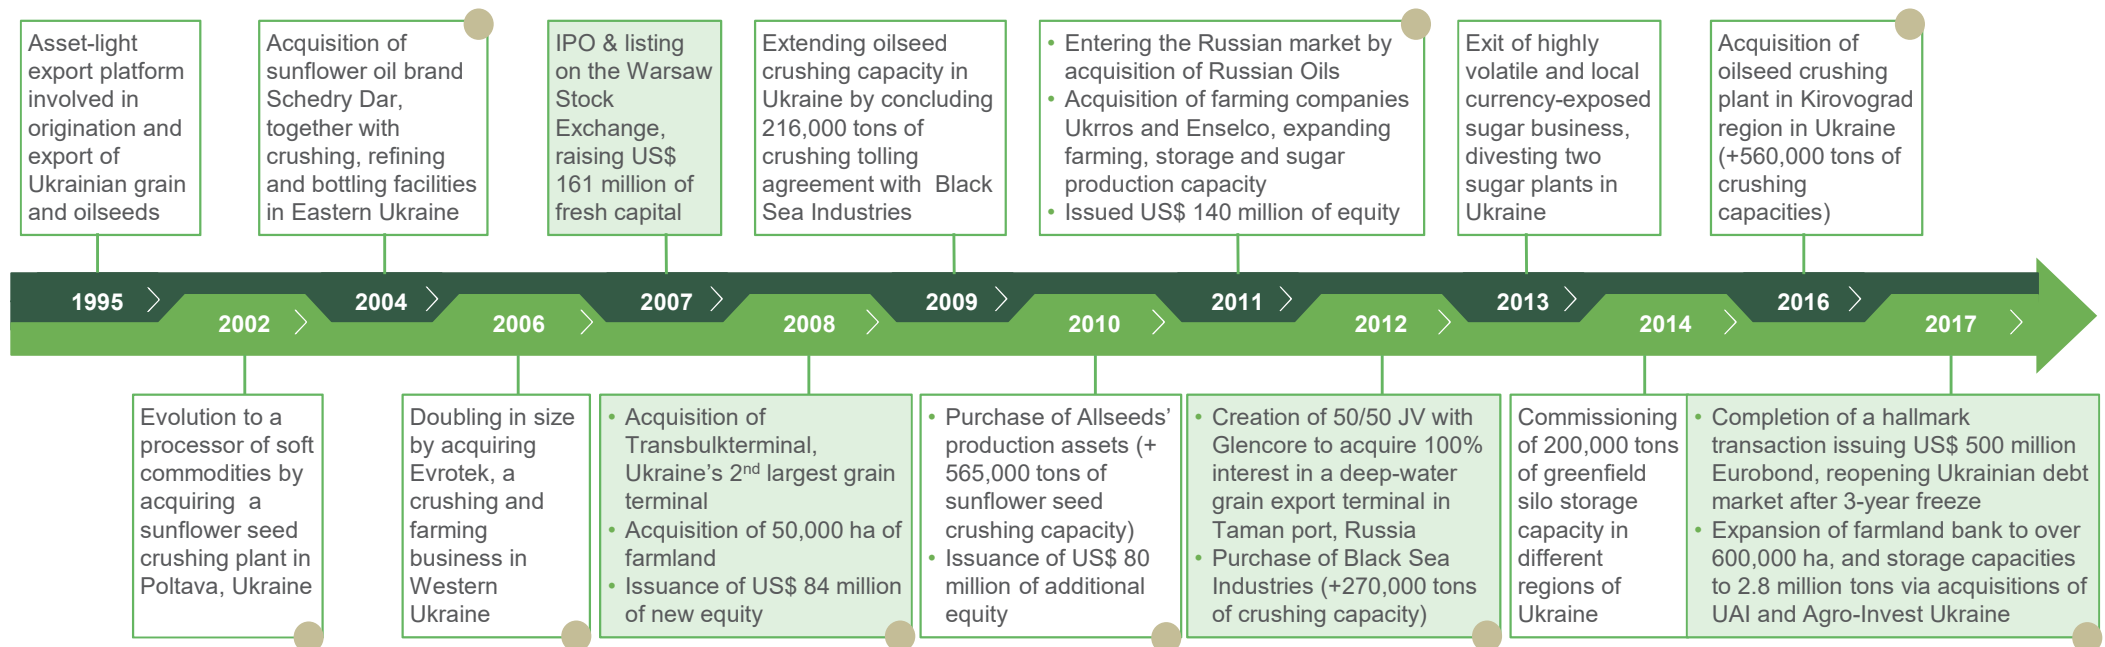 Asset-light
export platform
involved in
origination and
export of
Ukrainian grain
and oilseeds
Acquisition of
sunflower oil brand
Schedry Dar,
together with
crushing, refining
and bottling facilities
in Eastern Ukraine
IPO & listing
on the Warsaw
Stock
Exchange,
raising US$
161 million of
fresh capital
Extending oilseed
crushing capacity in
Ukraine by concluding
216,000 tons of
crushing tolling
agreement with Black
Sea Industries
• Entering the Russian market by
acquisition of Russian Oils
• Acquisition of farming companies
Ukrros and Enselco, expanding
farming, storage and sugar
production capacity
• Issued US$ 140 million of equity
Exit of highly
volatile and local
currency-exposed
sugar business,
divesting two
sugar plants in
Ukraine
Acquisition of
oilseed crushing
plant in Kirovograd
region in Ukraine
(+560,000 tons of
crushing
capacities)
1995
2002
2004
2006
2007
2008
2009
2010
2011
2012
2013
2014
2016
2017
Evolution to a
processor of soft
commodities by
acquiring a
sunflower seed
crushing plant in
Poltava, Ukraine
Doubling in size
by acquiring
Evrotek, a
crushing and
farming
business in
Western
Ukraine
• Acquisition of
Transbulkterminal,
Ukraine’s 2nd largest grain
terminal
• Acquisition of 50,000 ha of
farmland
• Issuance of US$ 84 million
of new equity
• Purchase of Allseeds’
production assets (+
565,000 tons of
sunflower seed
crushing capacity)
• Issuance of US$ 80
million of additional
equity
• Creation of 50/50 JV with
Glencore to acquire 100%
interest in a deep-water
grain export terminal in
Taman port, Russia
• Purchase of Black Sea
Industries (+270,000 tons
of crushing capacity)
Commissioning
of 200,000 tons
of greenfield
silo storage
capacity in
different
regions of
Ukraine
• Completion of a hallmark
transaction issuing US$ 500 million
Eurobond, reopening Ukrainian debt
market after 3-year freeze
• Expansion of farmland bank to over
600,000 ha, and storage capacities
to 2.8 million tons via acquisitions of
UAI and Agro-Invest Ukraine